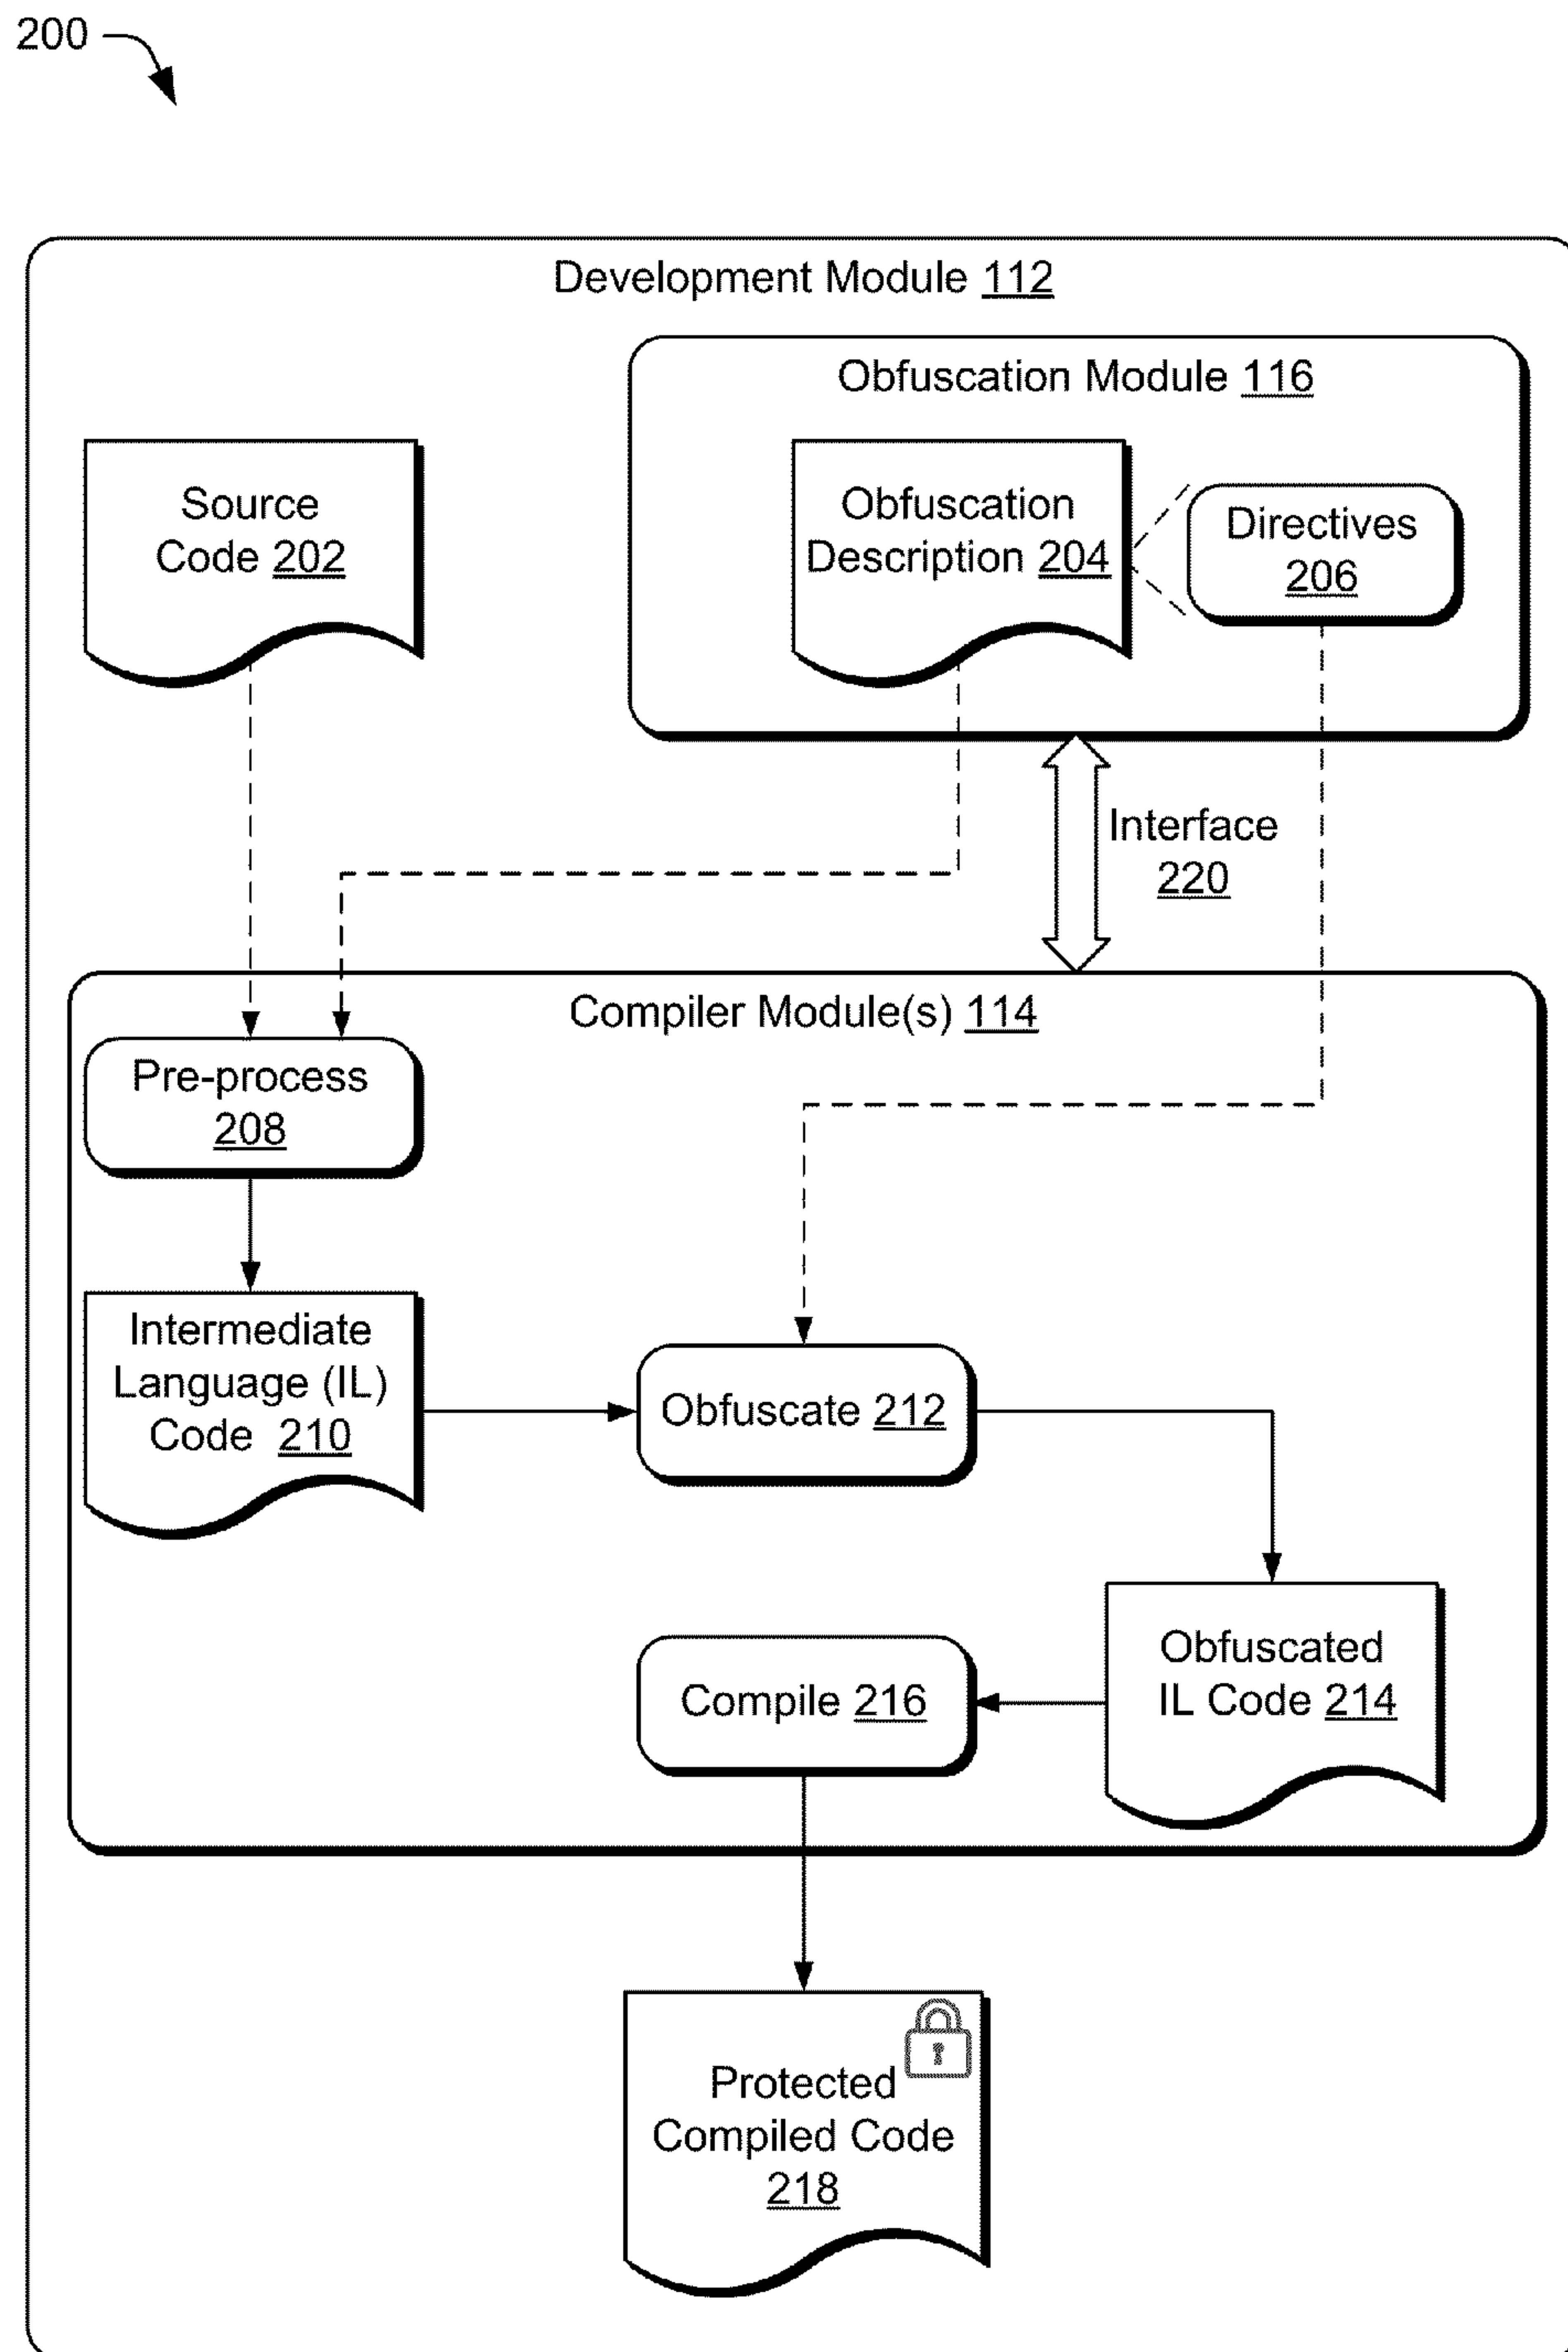 200
Development Module 112
Obfuscation Module 116
Source
Code 202
Obfuscation
Description 204
Directives
206
Interface
220
Compiler Module(s) 114
Pre-process
208
Intermediate
Language (IL)
Code 210
Obfuscate 212
Obfuscated
IL Code 214
Compile 216
Protected
Compiled Code
218